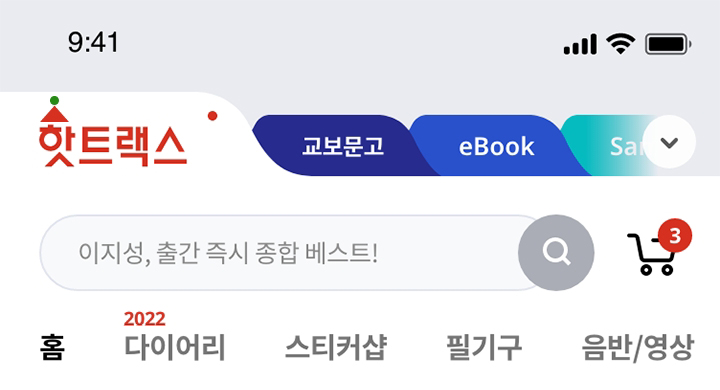 9:41
핫트랙스
교보문고
eBook
이지성, 출간 즉시 종합 베스트!
3
2022
홈
다이어리
스티커샵
필기구
음반/영상